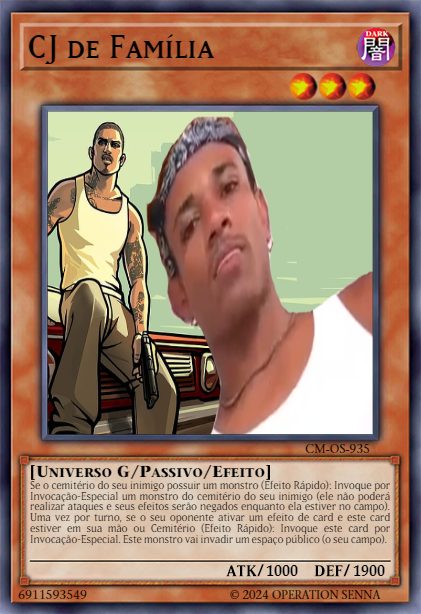 CJ de Família
DARK
闇
CM-OS-935
[Universo G/Passivo/Efeito]
Se o cemitério do seu inimigo possuir um monstro (Efeito Rápido): Invoque por
Invocação-Especial um monstro do cemitério do seu inimigo (ele não poderá
realizar ataques e seus efeitos serão negados enquanto ela estiver no campo).
Uma vez por turno, se o seu oponente ativar um efeito de card e este card
estiver em sua mão ou Cemitério (Efeito Rápido): Invoque este card por
Invocação-Especial. Este monstro vai invadir um espaço público (o seu campo).
ATK/1000 DEF/1900
6911593549
© 2024 OPERATION SENNA